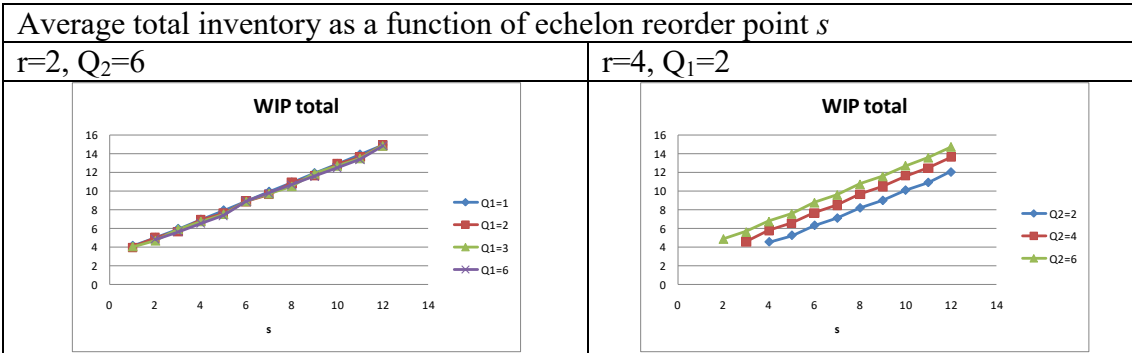 Average total inventory as a function of echelon reorder point s
r=2, Q₂=6
r=4, Q₁=2
WIP total
16
14
12
10
8
6
4
2
0
0 2 4 6 8 10 12 14
s
Q1=1
Q1=2
Q1=3
Q1=6
WIP total
16
14
12
10
8
6
4
2
0
0 2 4 6 8 10 12 14
s
Q2=2
Q2=4
Q2=6